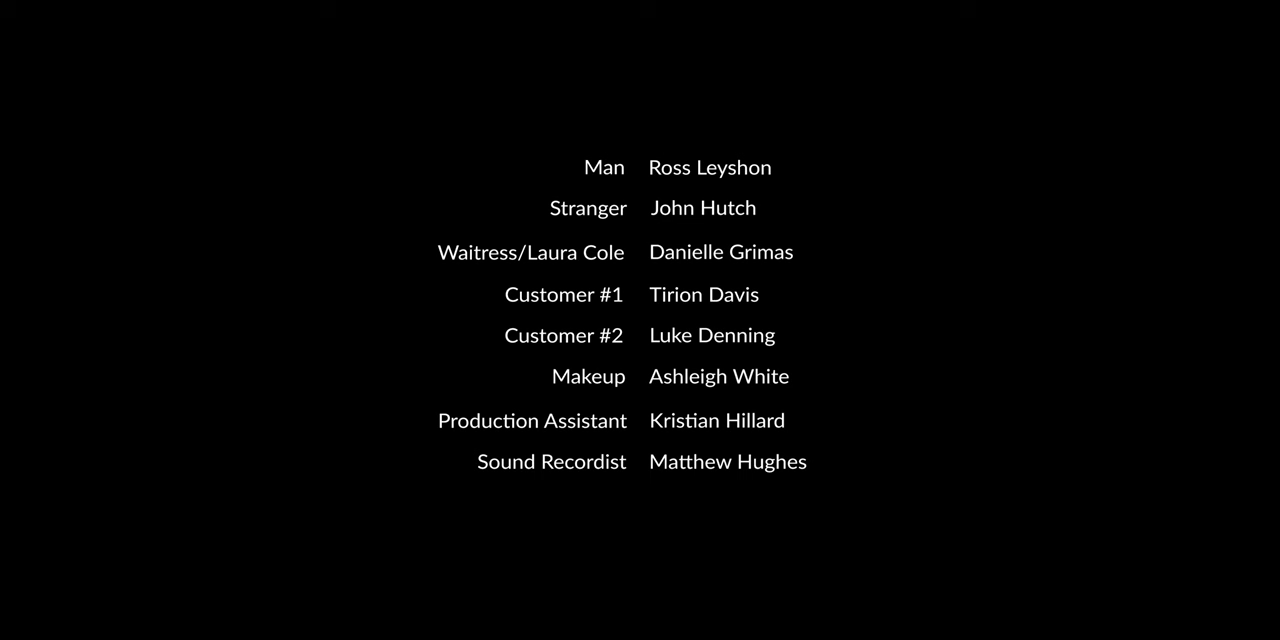 Man Ross Leyshon
Stranger John Hutch
Waitress/Laura Cole Danielle Grimas
Customer #1 Tirion Davis
Customer #2 Luke Denning
Makeup Ashleigh White
Production Assistant Kristian Hillard
Sound Recordist Matthew Hughes